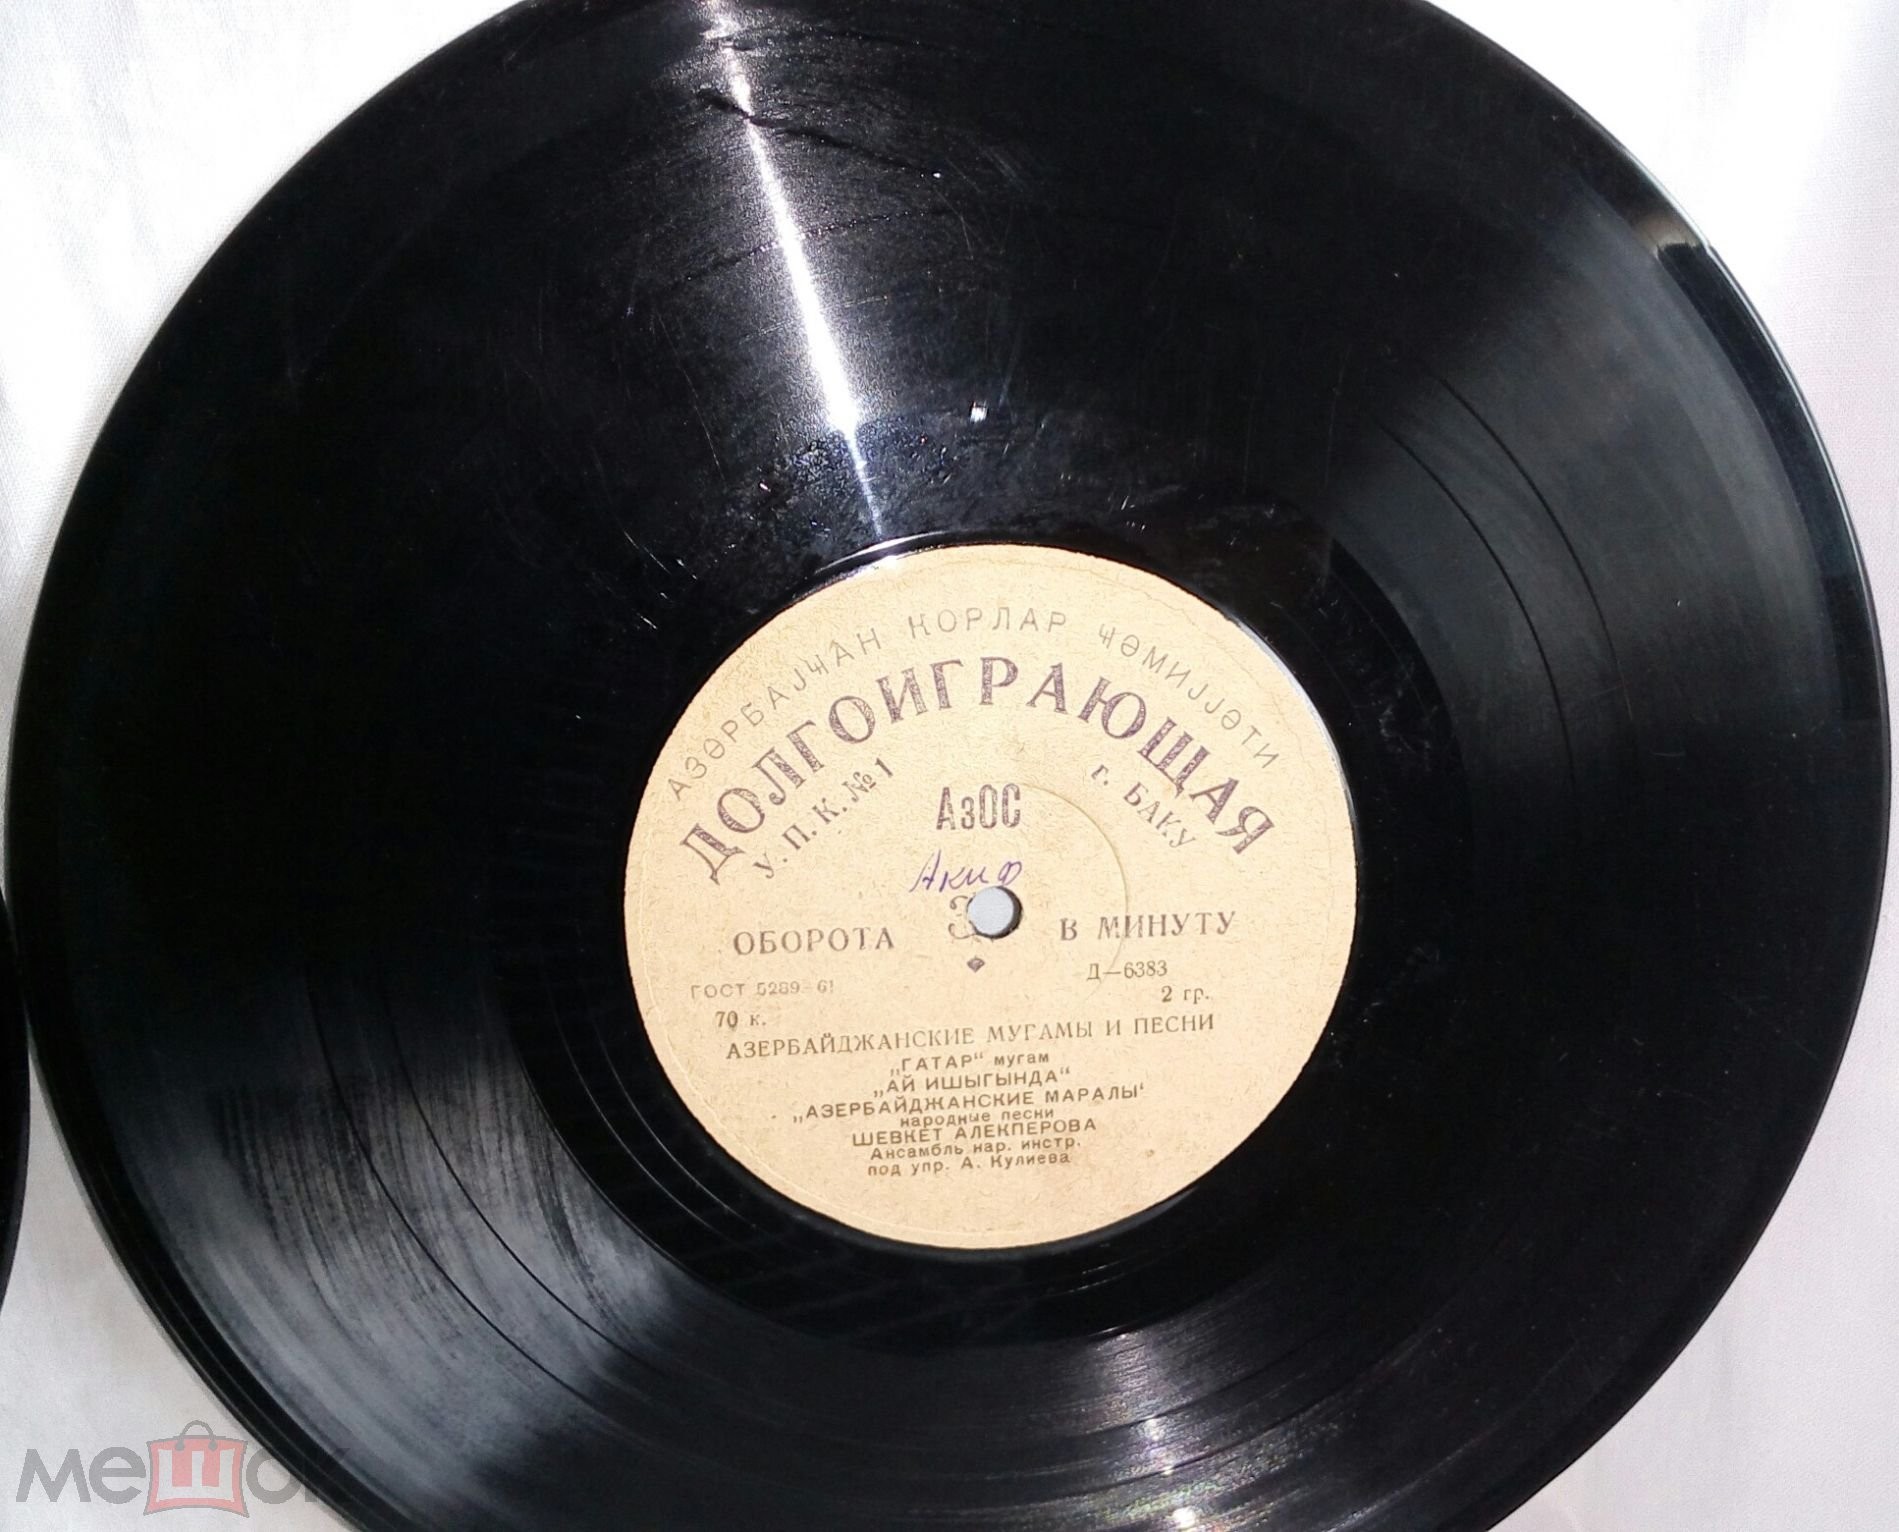 АЗӘРБАЈҸАН КОРЛАР ҸӘМИЈЈӘТИ
ДОЛГОИГРАЮЩАЯ
У. П. К. №1
г. БАКУ
АзОС
Акиф
ОБОРОТА 3 В МИНУТУ
ГОСТ 5289-61
Д—6383
2 гр.
70 к.
АЗЕРБАЙДЖАНСКИЕ МУГАМЫ И ПЕСНИ
„ГАТАР“ мугам
„АЙ ИШЫГЫНДА“
„АЗЕРБАЙДЖАНСКИЕ МАРАЛЫ‘
народные песни
ШЕВКЕТ АЛЕКПЕРОВА
Ансамбль нар. инстр.
под упр. А. Кулиева
мешок